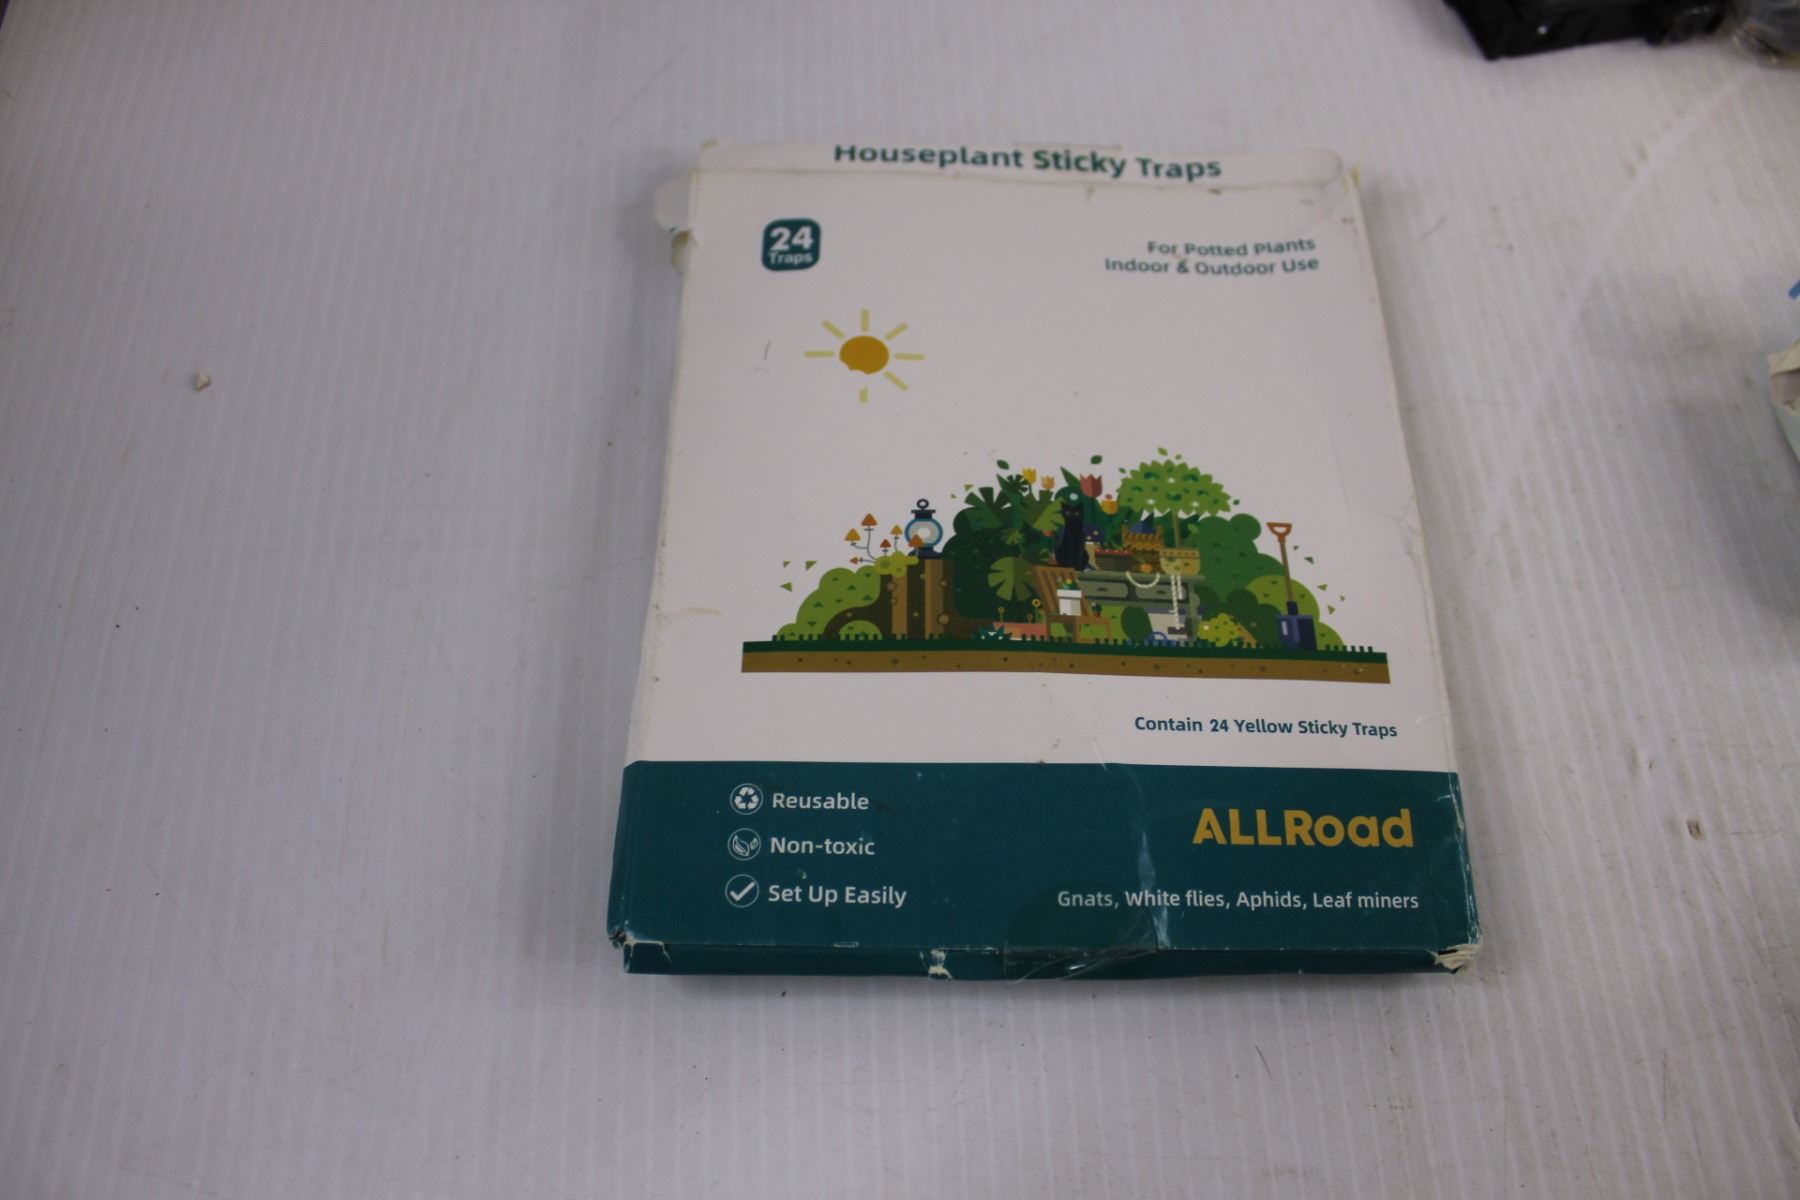 Houseplant Sticky Traps
24
Traps
For Potted Plants
Indoor & Outdoor Use
Contain 24 Yellow Sticky Traps
Reusable
Non-toxic
Set Up Easily
ALLRoad
Gnats, White flies, Aphids, Leaf miners